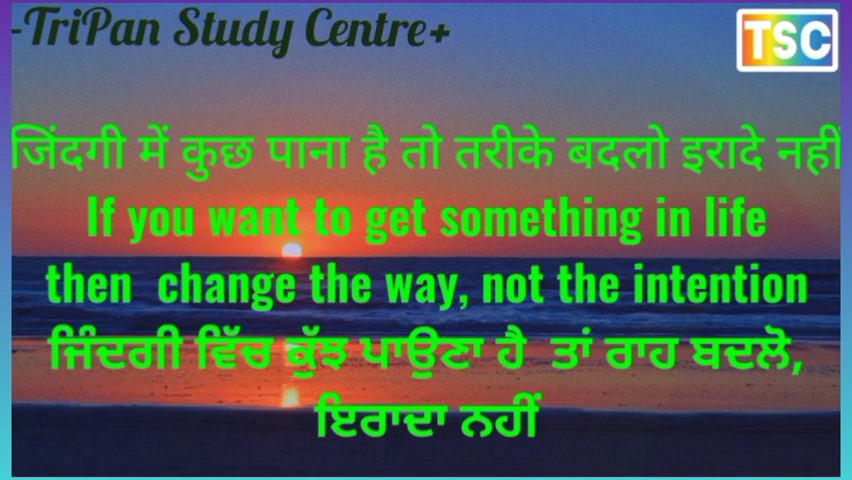 -TriPan Study Centre+
TSC
जिंदगी में कुछ पाना है तो तरीके बदलो इरादे नहीं
If you want to get something in life
then change the way, not the intention
ਜਿੰਦਗੀ ਵਿੱਚ ਕੁੱਝ ਪਾਉਣਾ ਹੈ ਤਾਂ ਰਾਹ ਬਦਲੋ,
ਇਰਾਦਾ ਨਹੀਂ